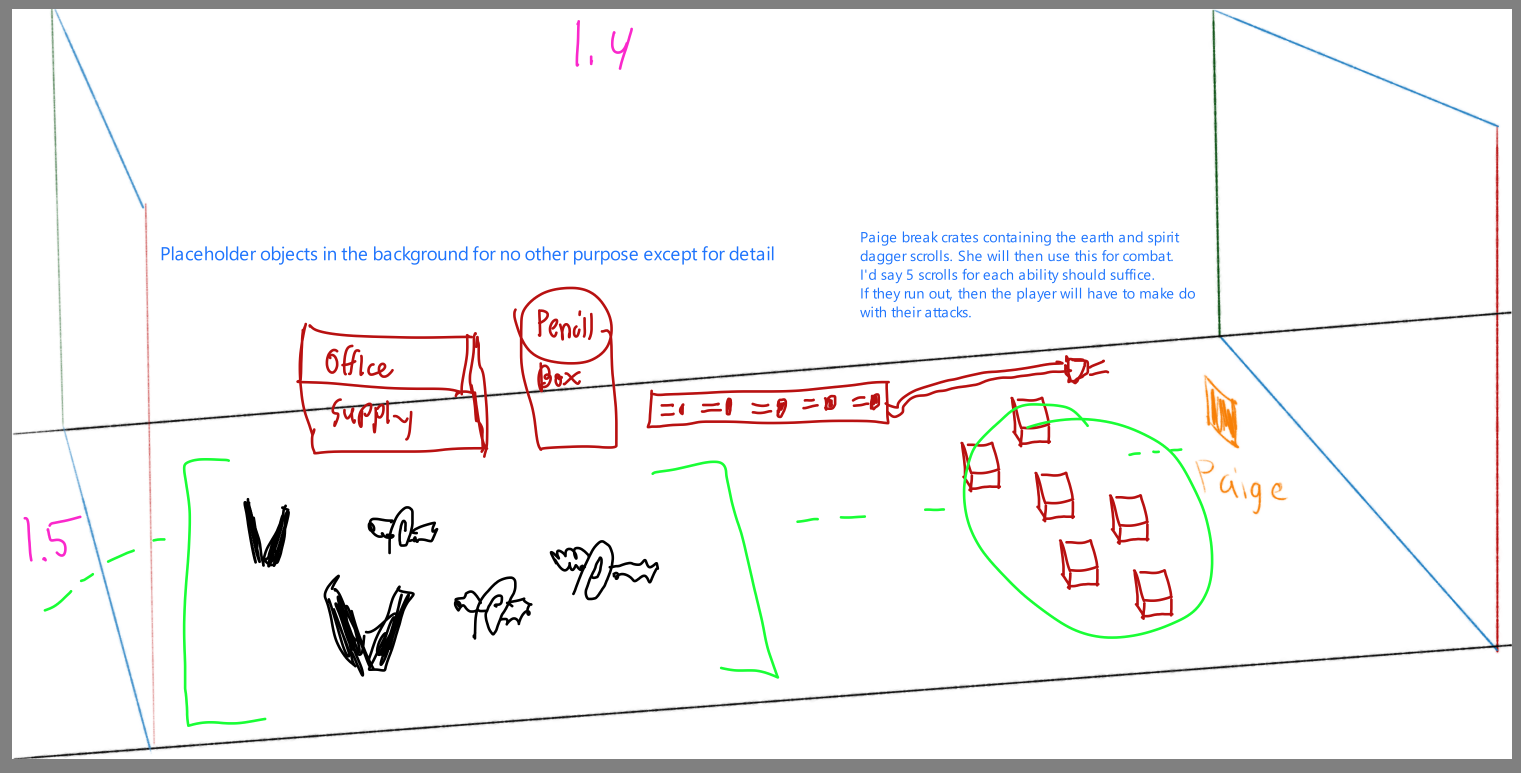 1.4
Placeholder objects in the background for no other purpose except for detail
Paige break crates containing the earth and spirit
dagger scrolls. She will then use this for combat.
I'd say 5 scrolls for each ability should suffice.
If they run out, then the player will have to make do
with their attacks.
Office
Supply
Pencil
Box
Paige
1.5